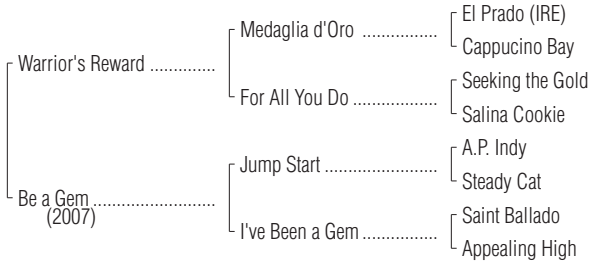 El Prado (IRE)
Medaglia d'Oro ................
Cappucino Bay
Warrior's Reward ..............
Seeking the Gold
For All You Do ..................
Salina Cookie
A.P. Indy
Jump Start ........................
Steady Cat
Be a Gem ..........................
(2007)
Saint Ballado
I've Been a Gem ................
Appealing High